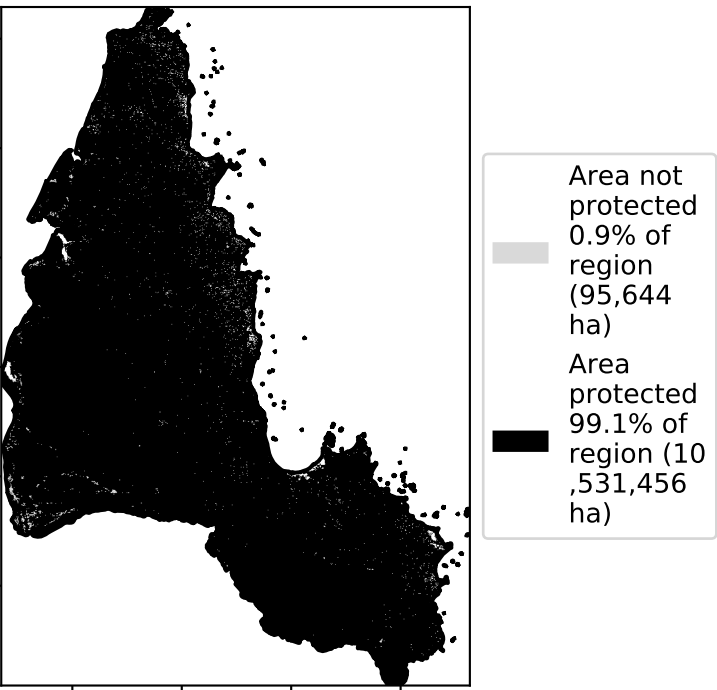 Area not
protected
0.9% of
region
(95,644
ha)
Area
protected
99.1% of
region (10
,531,456
ha)